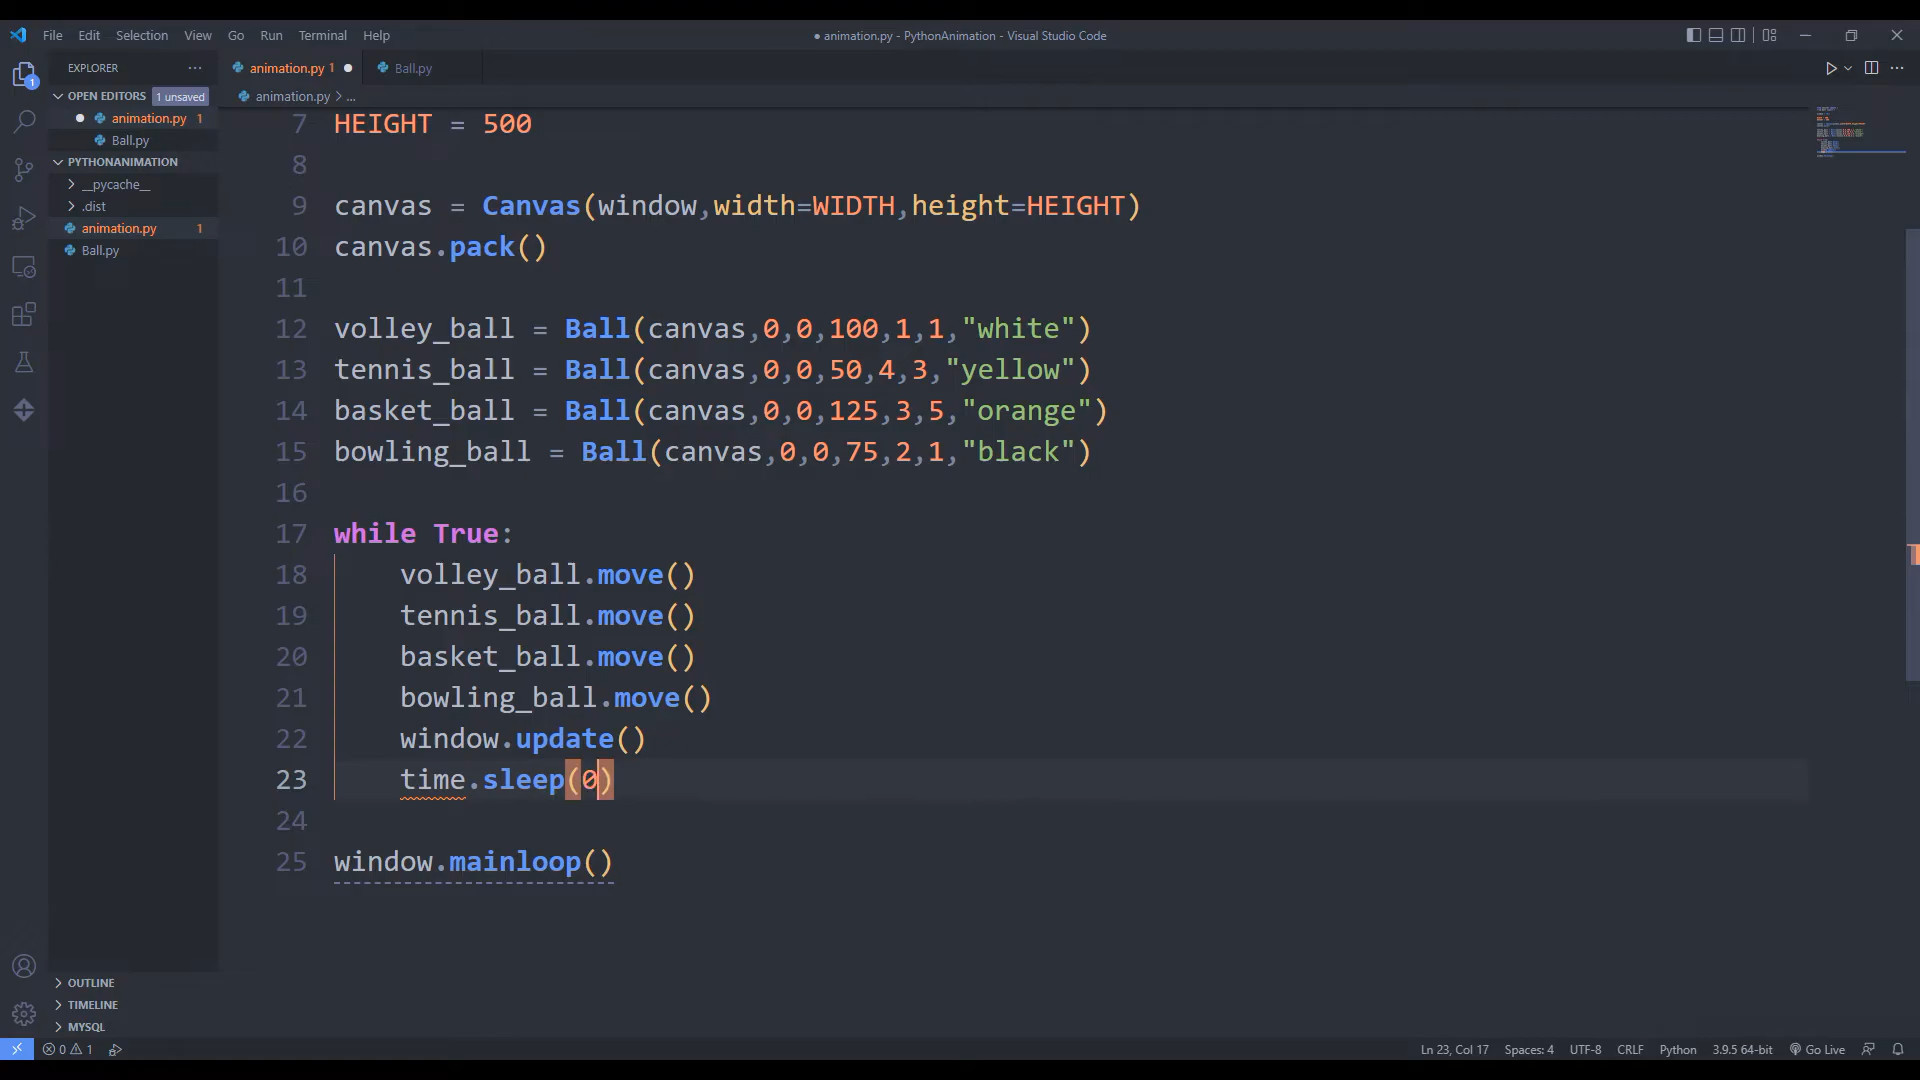 File Edit Selection View Go Run Terminal Help
● animation.py - PythonAnimation - Visual Studio Code
EXPLORER ···
animation.py 1 ●
Ball.py
OPEN EDITORS 1 unsaved
animation.py > ...
● animation.py 1
Ball.py
PYTHONANIMATION
__pycache__
.dist
animation.py 1
Ball.py
1
7 HEIGHT = 500
8
9 canvas = Canvas(window,width=WIDTH,height=HEIGHT)
10 canvas.pack()
11
12 volley_ball = Ball(canvas,0,0,100,1,1,"white")
13 tennis_ball = Ball(canvas,0,0,50,4,3,"yellow")
14 basket_ball = Ball(canvas,0,0,125,3,5,"orange")
15 bowling_ball = Ball(canvas,0,0,75,2,1,"black")
16
17 while True:
18 volley_ball.move()
19 tennis_ball.move()
20 basket_ball.move()
21 bowling_ball.move()
22 window.update()
23 time.sleep(0)
24
25 window.mainloop()
OUTLINE
TIMELINE
MYSQL
0 1
Ln 23, Col 17 Spaces: 4 UTF-8 CRLF Python 3.9.5 64-bit Go Live